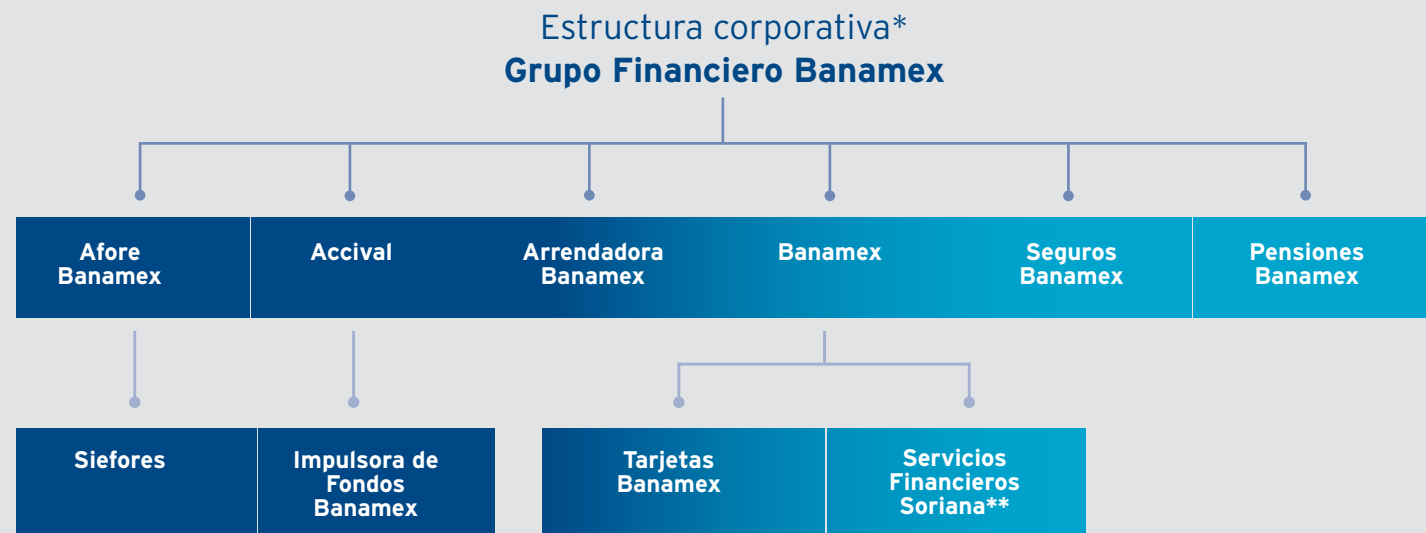 Estructura corporativa*
Grupo Financiero Banamex
Afore
Banamex
Accival
Arrendadora
Banamex
Banamex
Seguros
Banamex
Pensiones
Banamex
Siefores
Impulsora de
Fondos
Banamex
Tarjetas
Banamex
Servicios
Financieros
Soriana**